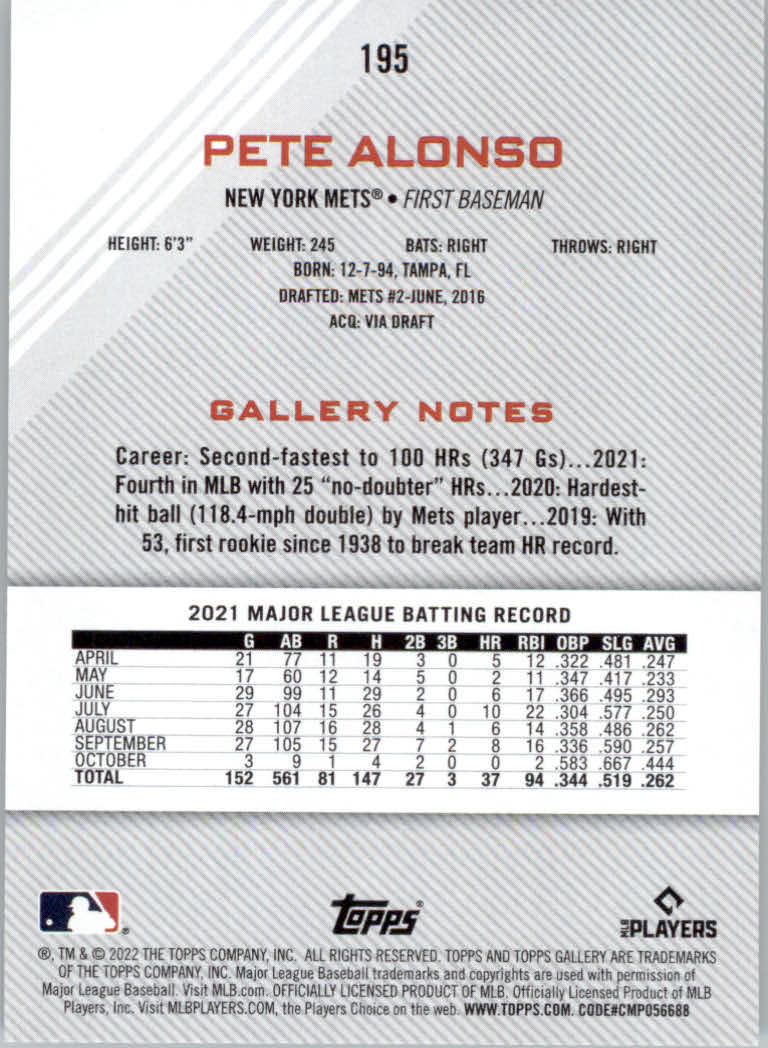 195
PETE ALONSO
NEW YORK METS® • FIRST BASEMAN
HEIGHT: 6'3" WEIGHT: 245 BATS: RIGHT THROWS: RIGHT
BORN: 12-7-94, TAMPA, FL
DRAFTED: METS #2-JUNE, 2016
ACQ: VIA DRAFT
GALLERY NOTES
Career: Second-fastest to 100 HRs (347 Gs)...2021:
Fourth in MLB with 25 “no-doubter” HRs...2020: Hardest-
hit ball (118.4-mph double) by Mets player...2019: With
53, first rookie since 1938 to break team HR record.
2021 MAJOR LEAGUE BATTING RECORD
G AB R H 2B 3B HR RBI OBP SLG AVG
APRIL 21 77 11 19 3 0 5 12 .322 .481 .247
MAY 17 60 12 14 5 0 2 11 .347 .417 .233
JUNE 29 99 11 29 2 0 6 17 .366 .495 .293
JULY 27 104 15 26 4 0 10 22 .304 .577 .250
AUGUST 28 107 16 28 4 1 6 14 .358 .486 .262
SEPTEMBER 27 105 15 27 7 2 8 16 .336 .590 .257
OCTOBER 3 9 1 4 2 0 0 2 .583 .667 .444
TOTAL 152 561 81 147 27 3 37 94 .344 .519 .262
® Topps® MLB PLAYERS
®, TM & © 2022 THE TOPPS COMPANY, INC. ALL RIGHTS RESERVED. TOPPS AND TOPPS GALLERY ARE TRADEMARKS
OF THE TOPPS COMPANY, INC. Major League Baseball trademarks and copyrights are used with permission of
Major League Baseball. Visit MLB.com. OFFICIALLY LICENSED PRODUCT OF MLB. Officially Licensed Product of MLB
Players, Inc. Visit MLBPLAYERS.COM, the Players Choice on the web. WWW.TOPPS.COM. CODE#CMP056688